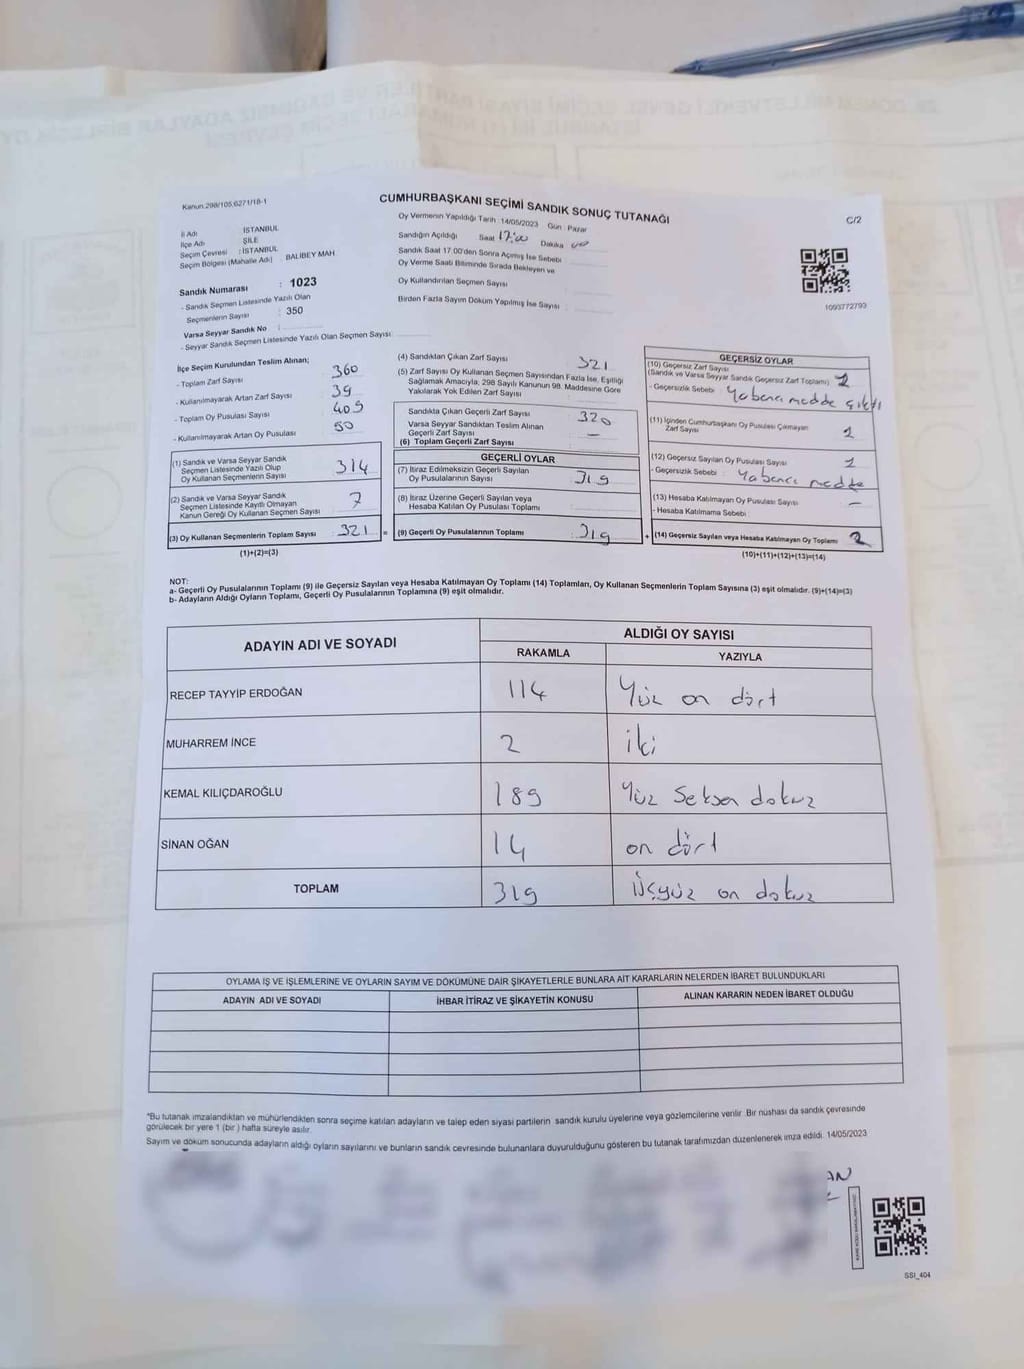 Kanun.298/105,6271/18-1
CUMHURBAŞKANI SEÇİMİ SANDIK SONUÇ TUTANAĞI
C/2
İl Adı : İSTANBUL
İlçe Adı : ŞİLE
Seçim Çevresi : İSTANBUL
Seçim Bölgesi (Mahalle Adı) : BALIBEY MAH.
Sandık Numarası : 1023
- Sandık Seçmen Listesinde Yazılı Olan
Seçmenlerin Sayısı : 350
Varsa Seyyar Sandık No :
- Seyyar Sandık Seçmen Listesinde Yazılı Olan Seçmen Sayısı:
Oy Vermenin Yapıldığı Tarih : 14/05/2023 Gün : Pazar
Sandığın Açıldığı Saat 17:00 Dakika 00
Sandık Saat 17.00'den Sonra Açımış İse Sebebi
Oy Verme Saati Bitiminde Sırada Bekleyen ve
Oy Kullandırılan Seçmen Sayısı
Birden Fazla Sayım Döküm Yapılmış İse Sayısı :
1093772793
İlçe Seçim Kurulundan Teslim Alınan;
- Toplam Zarf Sayısı 360
- Kullanılmayarak Artan Zarf Sayısı 39
- Toplam Oy Pusulası Sayısı 409
- Kullanılmayarak Artan Oy Pusulası 50
(1) Sandık ve Varsa Seyyar Sandık
Seçmen Listesinde Yazılı Olup
Oy Kullanan Seçmenlerin Sayısı 314
(2) Sandık ve Varsa Seyyar Sandık
Seçmen Listesinde Kayıtlı Olmayan
Kanun Gereği Oy Kullanan Seçmen Sayısı 7
(3) Oy Kullanan Seçmenlerin Toplam Sayısı 321 =
(1)+(2)=(3)
(4) Sandıktan Çıkan Zarf Sayısı 321
(5) Zarf Sayısı Oy Kullanan Seçmen Sayısından Fazla İse, Eşitliği
Sağlamak Amacıyla, 298 Sayılı Kanunun 98. Maddesine Göre
Yakılarak Yok Edilen Zarf Sayısı
Sandıkta Çıkan Geçerli Zarf Sayısı 320
Varsa Seyyar Sandıktan Teslim Alınan
Geçerli Zarf Sayısı –
(6) Toplam Geçerli Zarf Sayısı
GEÇERLİ OYLAR
(7) İtiraz Edilmeksizin Geçerli Sayılan
Oy Pusulalarının Sayısı 319
(8) İtiraz Üzerine Geçerli Sayılan veya
Hesaba Katılan Oy Pusulası Toplamı
(9) Geçerli Oy Pusulalarının Toplamı 319 +
GEÇERSİZ OYLAR
(10) Geçersiz Zarf Sayısı
(Sandık ve Varsa Seyyar Sandık Geçersiz Zarf Toplamı)
- Geçersizlik Sebebi : Yabancı madde çıktı
(11) İçinden Cumhurbaşkanı Oy Pusulası Çıkmayan
Zarf Sayısı
(12) Geçersiz Sayılan Oy Pusulası Sayısı
- Geçersizlik Sebebi : Yabancı madde
(13) Hesaba Katılmayan Oy Pusulası Sayısı –
- Hesaba Katılmama Sebebi :
(14) Geçersiz Sayılan veya Hesaba Katılmayan Oy Toplamı 2
(10)+(11)+(12)+(13)=(14)
NOT:
a- Geçerli Oy Pusulalarının Toplamı (9) ile Geçersiz Sayılan veya Hesaba Katılmayan Oy Toplamı (14) Toplamları, Oy Kullanan Seçmenlerin Toplam Sayısına (3) eşit olmalıdır. (9)+(14)=(3)
b- Adayların Aldığı Oyların Toplamı, Geçerli Oy Pusulalarının Toplamına (9) eşit olmalıdır.
ADAYIN ADI VE SOYADI
ALDIĞI OY SAYISI
RAKAMLA YAZIYLA
RECEP TAYYİP ERDOĞAN 114 Yüz on dört
MUHARREM İNCE 2 iki
KEMAL KILIÇDAROĞLU 189 Yüz Seksen dokuz
SİNAN OĞAN 14 on dört
TOPLAM 319 Üçyüz on dokuz
OYLAMA İŞ VE İŞLEMLERİNE VE OYLARIN SAYIM VE DÖKÜMÜNE DAİR ŞİKAYETLERLE BUNLARA AİT KARARLARIN NELERDEN İBARET BULUNDUKLARI
ADAYIN ADI VE SOYADI İHBAR İTİRAZ VE ŞİKAYETİN KONUSU ALINAN KARARIN NEDEN İBARET OLDUĞU
*Bu tutanak imzalandıktan ve mühürlendikten sonra seçime katılan adayların ve talep eden siyasi partilerin sandık kurulu üyelerine veya gözlemcilerine verilir. Bir nüshası da sandık çevresinde
görülecek bir yere 1 (bir ) hafta süreyle asılır.
Sayım ve döküm sonucunda adayların aldığı oyların sayılarını ve bunların sandık çevresinde bulunanlara duyurulduğunu gösteren bu tutanak tarafımızdan düzenlenerek imza edildi. 14/05/2023
SSI_404